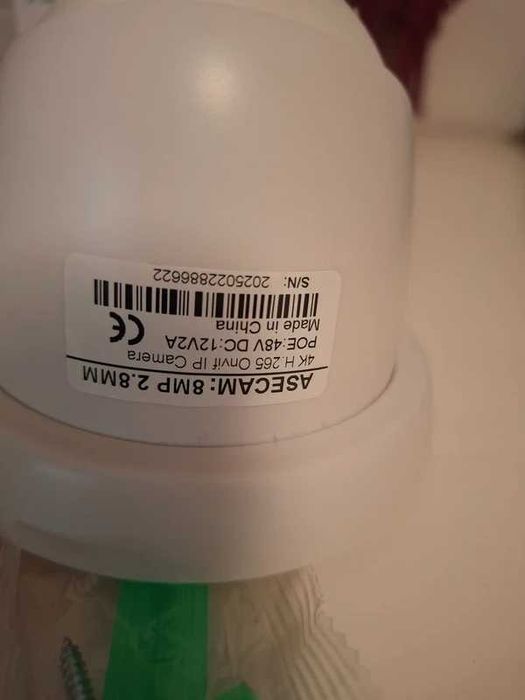 ASECAM: 8MP 2.8MM
4K H.265 Onvif IP Camera
POE:48V DC:12V2A
Made in China
CE
S/N: 2025022886622